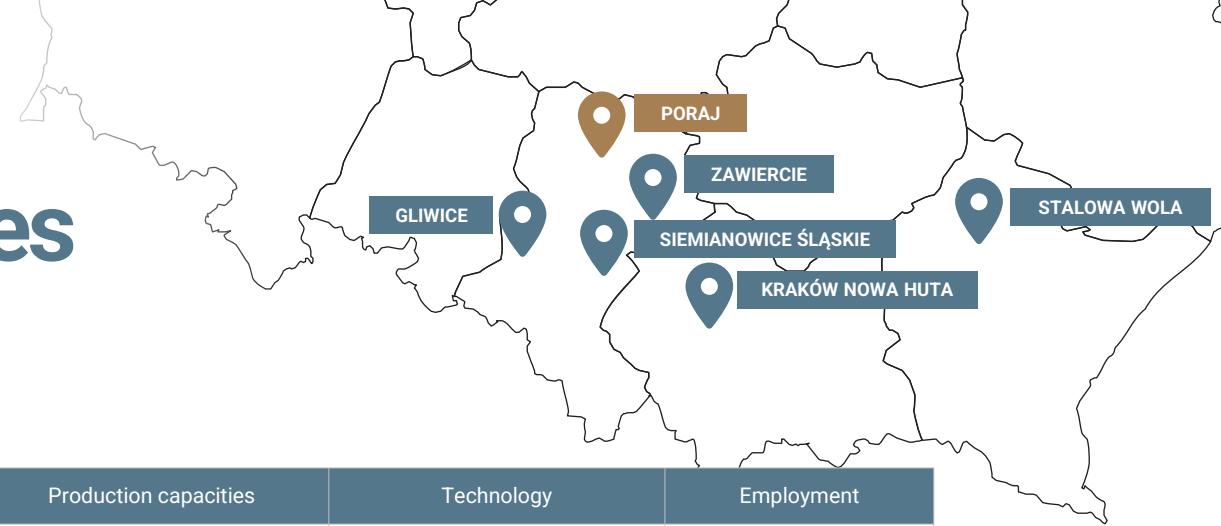 PORAJ
ZAWIERCIE
GLIWICE
STALOWA WOLA
es
SIEMIANOWICE ŚLĄSKIE
KRAKÓW NOWA HUTA
Production capacities
Technology
Employment